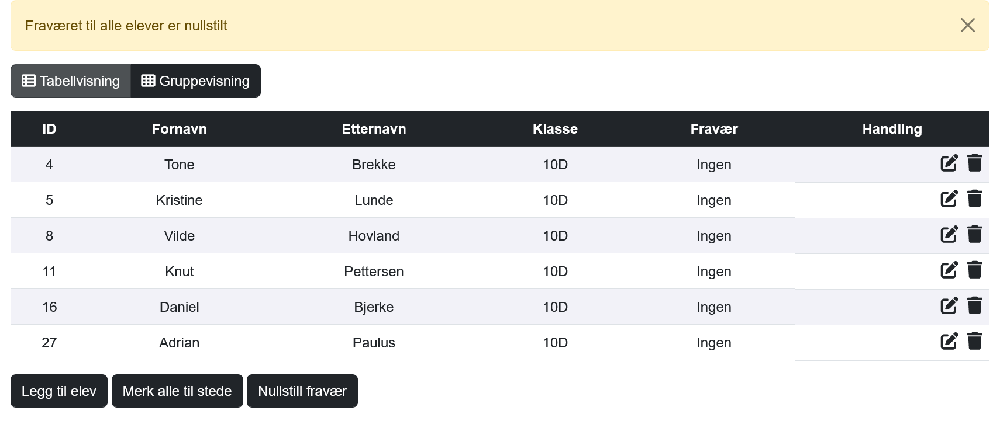 Fraværet til alle elever er nullstilt
Tabellvisning Gruppevisning
ID Fornavn Etternavn Klasse Fravær Handling
4 Tone Brekke 10D Ingen
5 Kristine Lunde 10D Ingen
8 Vilde Hovland 10D Ingen
11 Knut Pettersen 10D Ingen
16 Daniel Bjerke 10D Ingen
27 Adrian Paulus 10D Ingen
Legg til elev Merk alle til stede Nullstill fravær